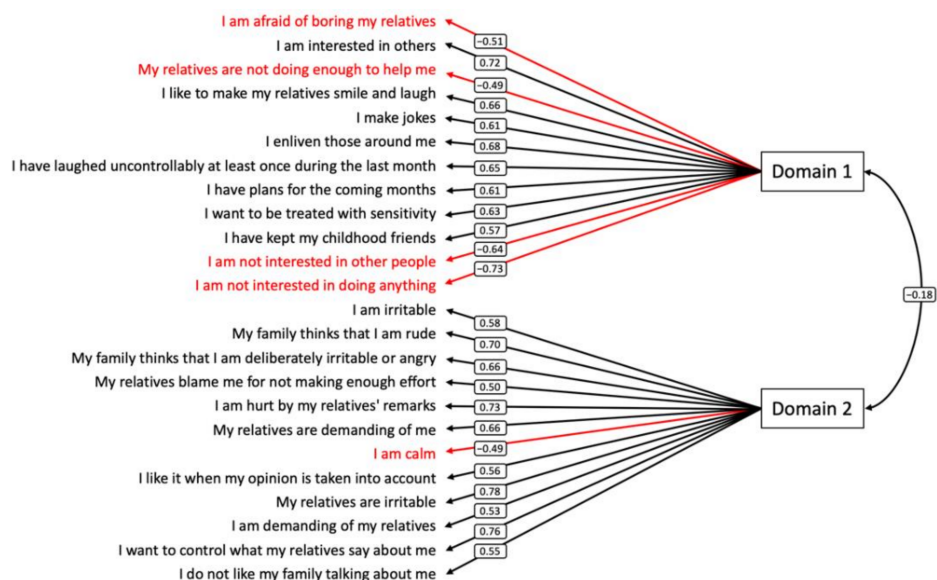 I am afraid of boring my relatives
I am interested in others
My relatives are not doing enough to help me
I like to make my relatives smile and laugh
I make jokes
I enliven those around me
I have laughed uncontrollably at least once during the last month
I have plans for the coming months
I want to be treated with sensitivity
I have kept my childhood friends
I am not interested in other people
I am not interested in doing anything
−0.51
0.72
−0.49
0.66
0.61
0.68
0.65
0.61
0.63
0.57
−0.64
−0.73
Domain 1
−0.18
I am irritable
My family thinks that I am rude
My family thinks that I am deliberately irritable or angry
My relatives blame me for not making enough effort
I am hurt by my relatives' remarks
My relatives are demanding of me
I am calm
I like it when my opinion is taken into account
My relatives are irritable
I am demanding of my relatives
I want to control what my relatives say about me
I do not like my family talking about me
0.58
0.70
0.66
0.50
0.73
0.66
−0.49
0.56
0.78
0.53
0.76
0.55
Domain 2